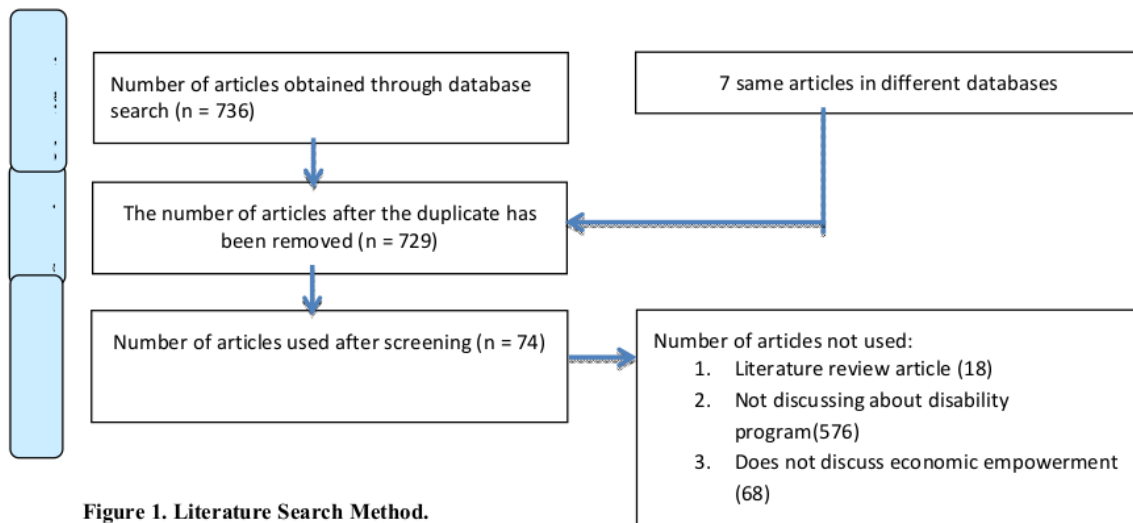 Number of articles obtained through database
search (n = 736)
7 same articles in different databases
The number of articles after the duplicate has
been removed (n = 729)
Number of articles used after screening (n = 74)
Number of articles not used:
1. Literature review article (18)
2. Not discussing about disability
program(576)
3. Does not discuss economic empowerment
(68)
Figure 1. Literature Search Method.